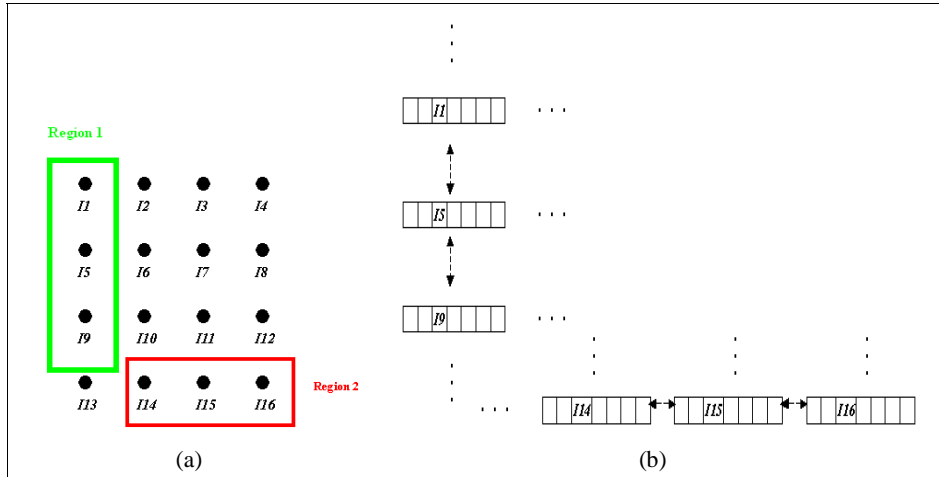 Region 1
I1 I2 I3 I4
I5 I6 I7 I8
I9 I10 I11 I12
I13 I14 I15 I16
Region 2
(a)
I1
I5
I9
I14 I15 I16
(b)